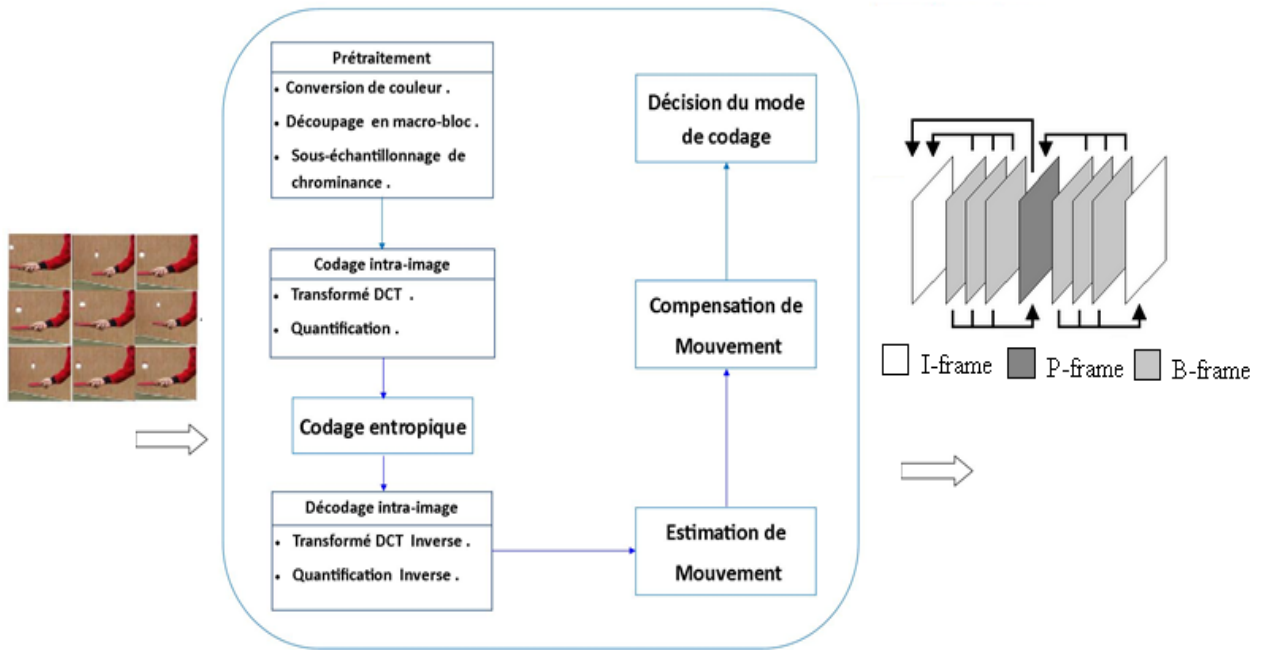 Prétraitement
• Conversion de couleur .
• Découpage en macro-bloc .
• Sous-échantillonnage de
chrominance .
Codage intra-image
• Transformé DCT .
• Quantification .
Codage entropique
Décodage intra-image
• Transformé DCT Inverse .
• Quantification Inverse .
Décision du mode
de codage
Compensation de
Mouvement
Estimation de
Mouvement
I-frame
P-frame
B-frame